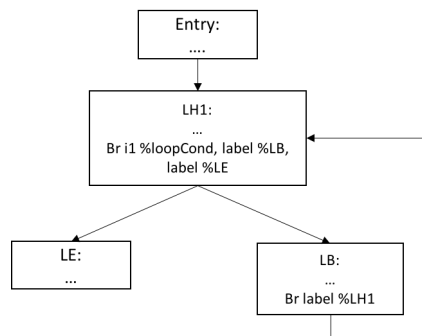 Entry:
....
LH1:
...
Br i1 %loopCond, label %LB,
label %LE
LE:
...
LB:
...
Br label %LH1